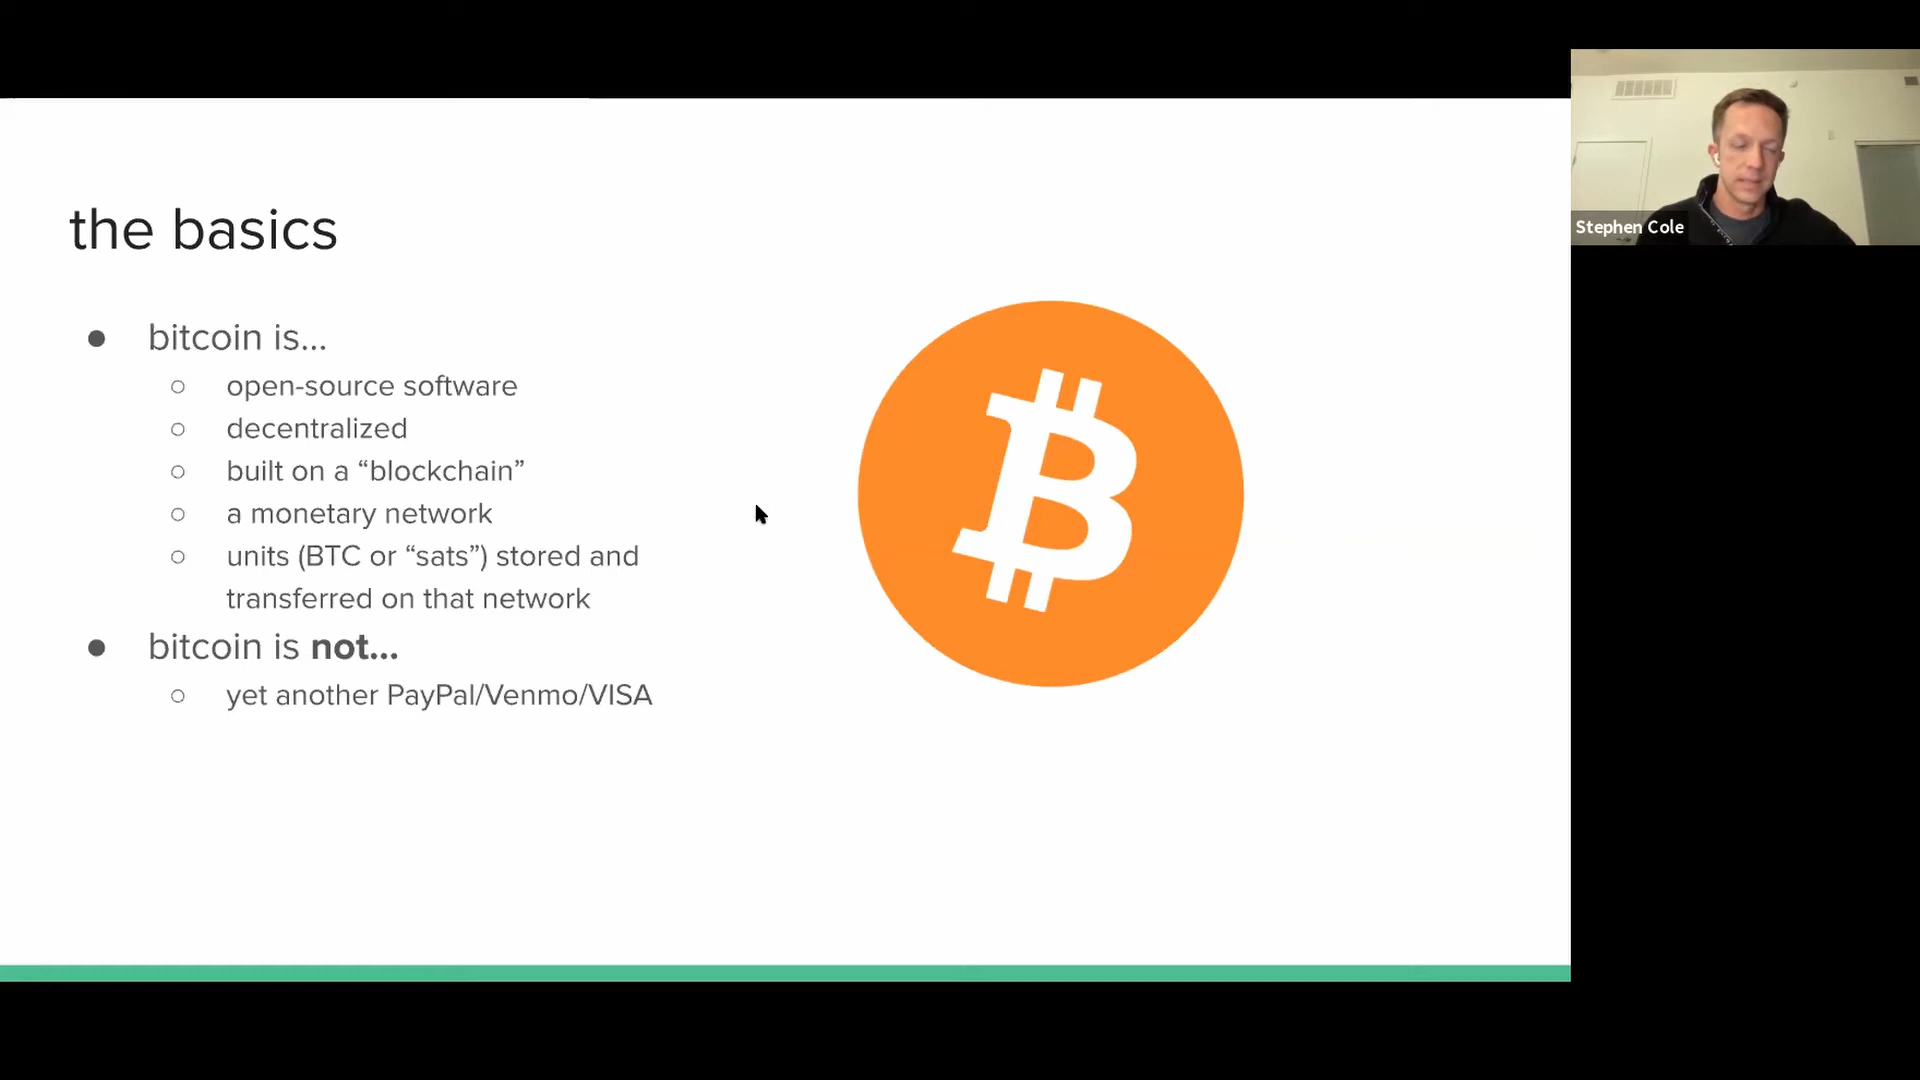 the basics
● bitcoin is...
○ open-source software
○ decentralized
○ built on a “blockchain”
○ a monetary network
○ units (BTC or “sats”) stored and
transferred on that network
● bitcoin is not...
○ yet another PayPal/Venmo/VISA
Stephen Cole